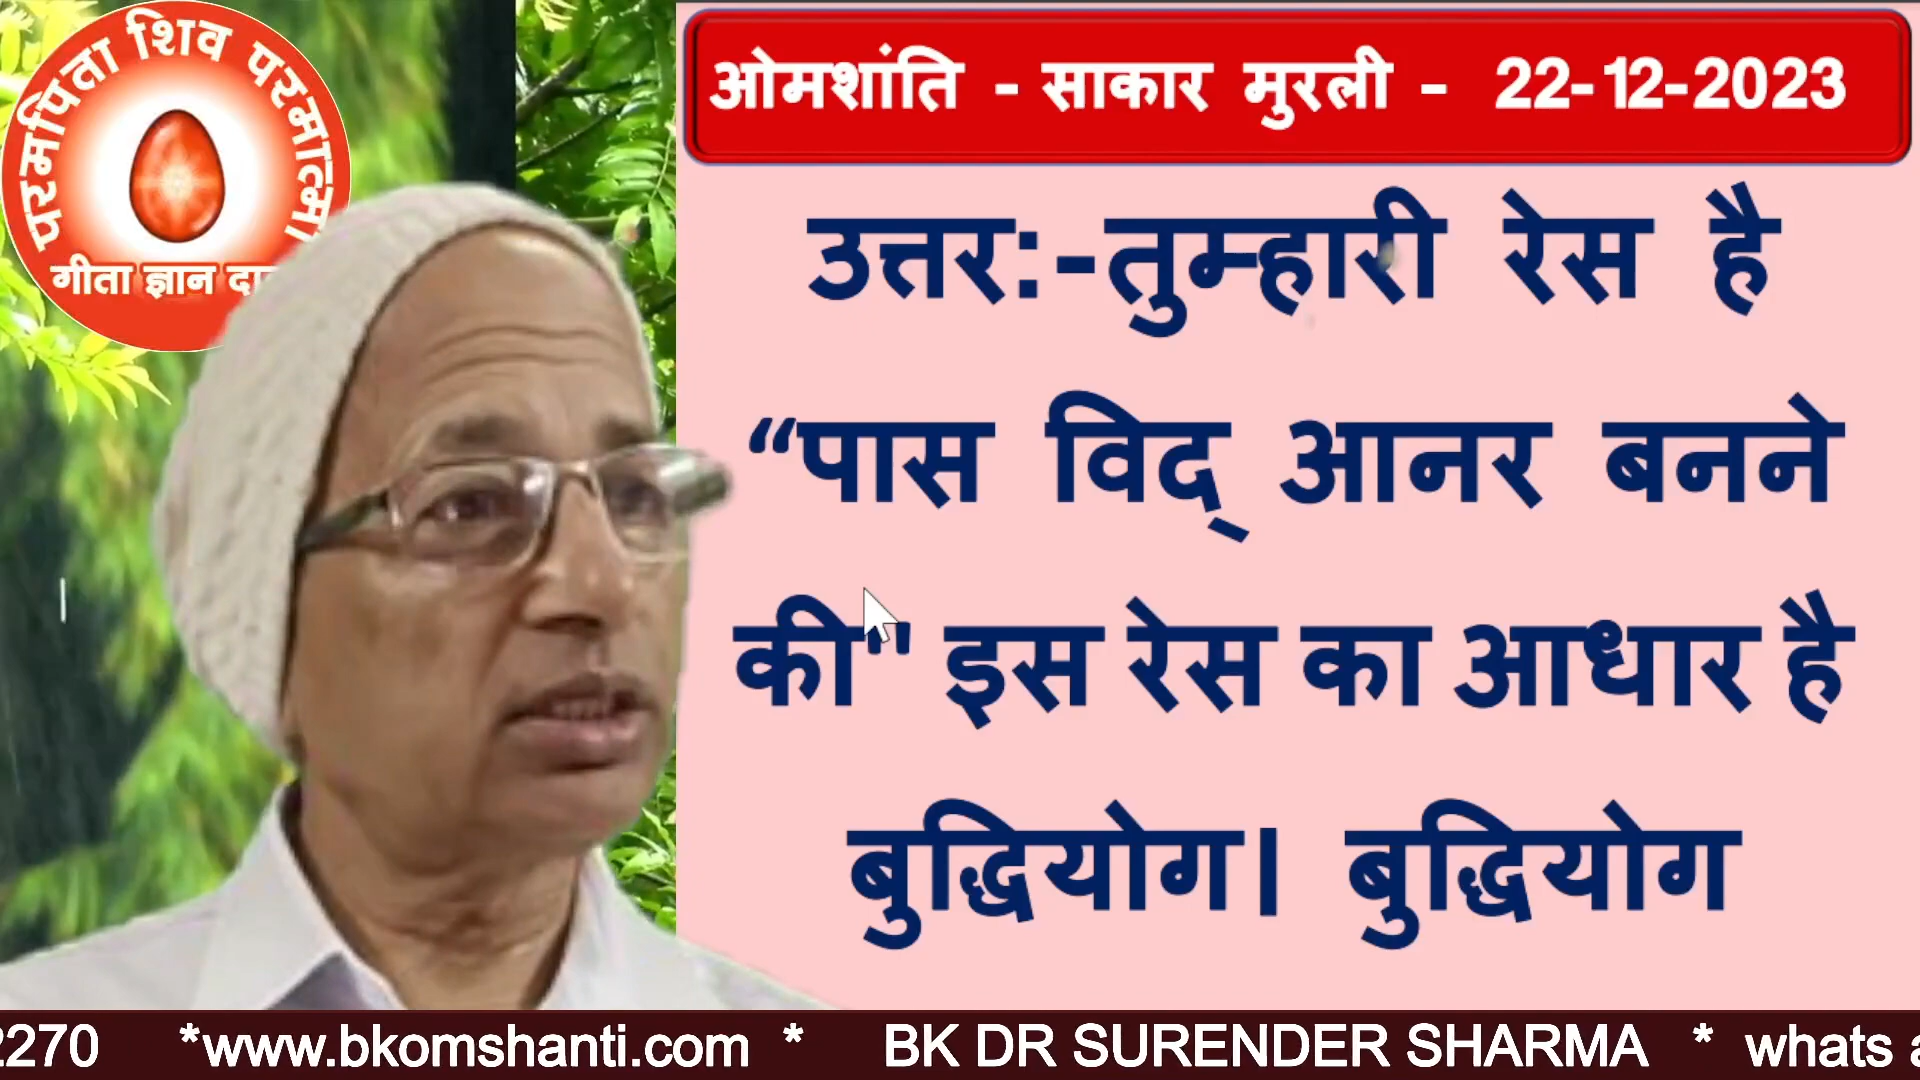 परमपिता शिव परमात्मा
गीता ज्ञान
ओमशांति - साकार मुरली - 22-12-2023
उत्तर:-तुम्हारी रेस है
“पास विद् आनर बनने
की" इस रेस का आधार है
बुद्धियोग। बुद्धियोग
2270 *www.bkomshanti.com * BK DR SURENDER SHARMA * whats